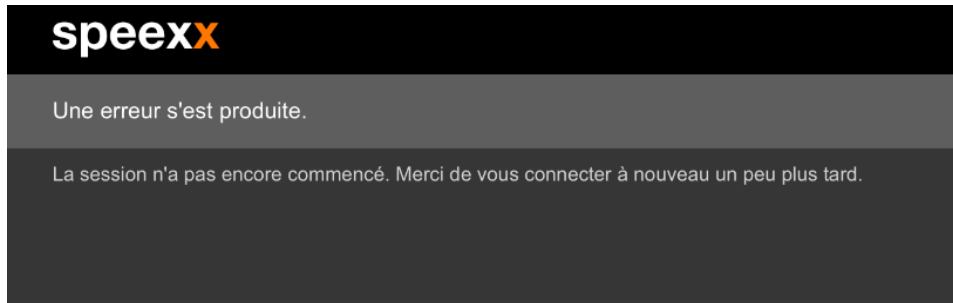 speexx
Une erreur s'est produite.
La session n'a pas encore commencé. Merci de vous connecter à nouveau un peu plus tard.